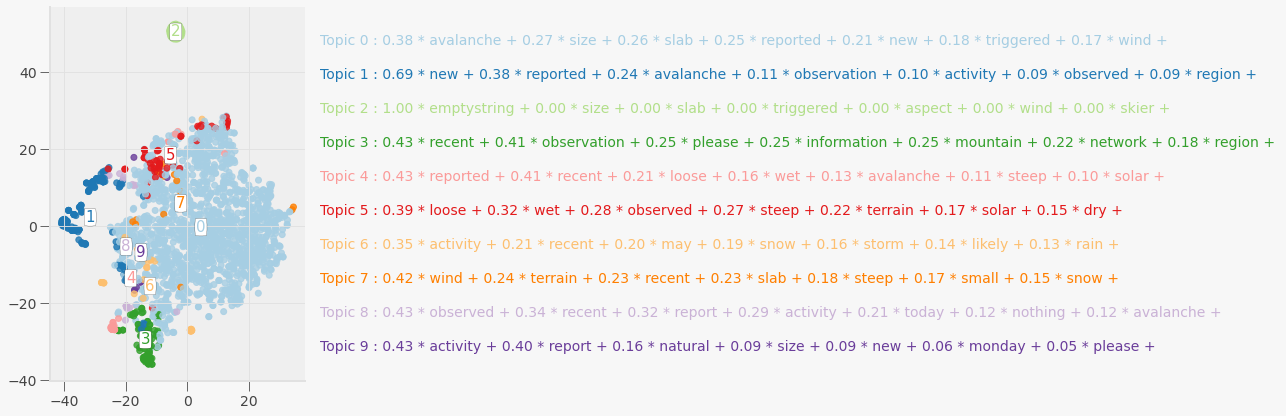 2
40
Topic 0 : 0.38 * avalanche + 0.27 * size + 0.26 * slab + 0.25 * reported + 0.21 * new + 0.18 * triggered + 0.17 * wind +
Topic 1 : 0.69 * new + 0.38 * reported + 0.24 * avalanche + 0.11 * observation + 0.10 * activity + 0.09 * observed + 0.09 * region +
Topic 2 : 1.00 * emptystring + 0.00 * size + 0.00 * slab + 0.00 * triggered + 0.00 * aspect + 0.00 * wind + 0.00 * skier +
20
5
Topic 3 : 0.43 * recent + 0.41 * observation + 0.25 * please + 0.25 * information + 0.25 * mountain + 0.22 * network + 0.18 * region +
Topic 4 : 0.43 * reported + 0.41 * recent + 0.21 * loose + 0.16 * wet + 0.13 * avalanche + 0.11 * steep + 0.10 * solar +
7
1
0
Topic 5 : 0.39 * loose + 0.32 * wet + 0.28 * observed + 0.27 * steep + 0.22 * terrain + 0.17 * solar + 0.15 * dry +
0
8
9
Topic 6 : 0.35 * activity + 0.21 * recent + 0.20 * may + 0.19 * snow + 0.16 * storm + 0.14 * likely + 0.13 * rain +
4
6
Topic 7 : 0.42 * wind + 0.24 * terrain + 0.23 * recent + 0.23 * slab + 0.18 * steep + 0.17 * small + 0.15 * snow +
−20
3
Topic 8 : 0.43 * observed + 0.34 * recent + 0.32 * report + 0.29 * activity + 0.21 * today + 0.12 * nothing + 0.12 * avalanche +
Topic 9 : 0.43 * activity + 0.40 * report + 0.16 * natural + 0.09 * size + 0.09 * new + 0.06 * monday + 0.05 * please +
−40
−40 −20 0 20